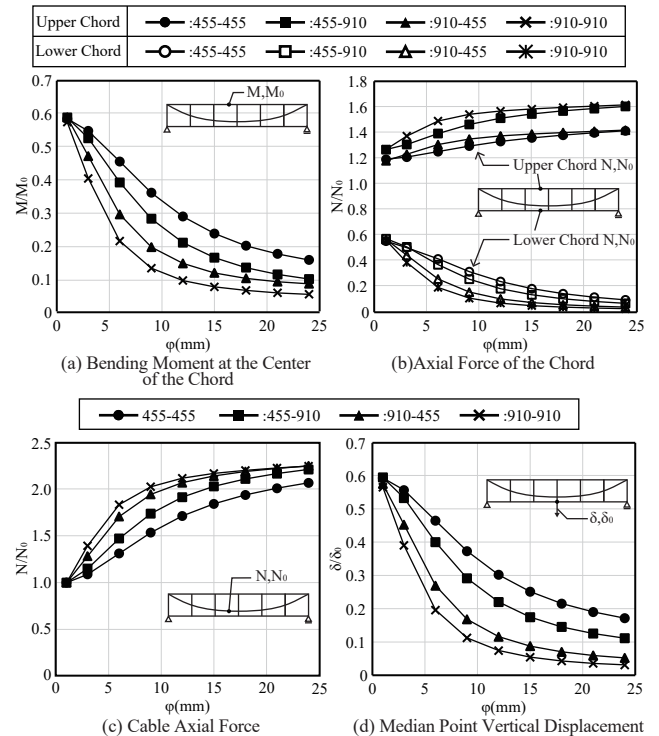 Upper Chord :455-455 :455-910 :910-455 :910-910
Lower Chord :455-455 :455-910 :910-455 :910-910
0.7
0.6
0.5
0.4
0.3
0.2
0.1
0
M/M₀
M,M₀
0 5 10 15 20 25
φ(mm)
(a) Bending Moment at the Center
of the Chord
2.0
1.8
1.6
1.4
1.2
1.0
0.8
0.6
0.4
0.2
0.0
N/N₀
Upper Chord N,N₀
Lower Chord N,N₀
0 5 10 15 20 25
φ(mm)
(b)Axial Force of the Chord
455-455 :455-910 :910-455 :910-910
2.5
2.0
1.5
1.0
0.5
0
N/N₀
N,N₀
0 5 10 15 20 25
φ(mm)
(c) Cable Axial Force
0.7
0.6
0.5
0.4
0.3
0.2
0.1
0
δ/δ₀
δ,δ₀
0 5 10 15 20 25
φ(mm)
(d) Median Point Vertical Displacement